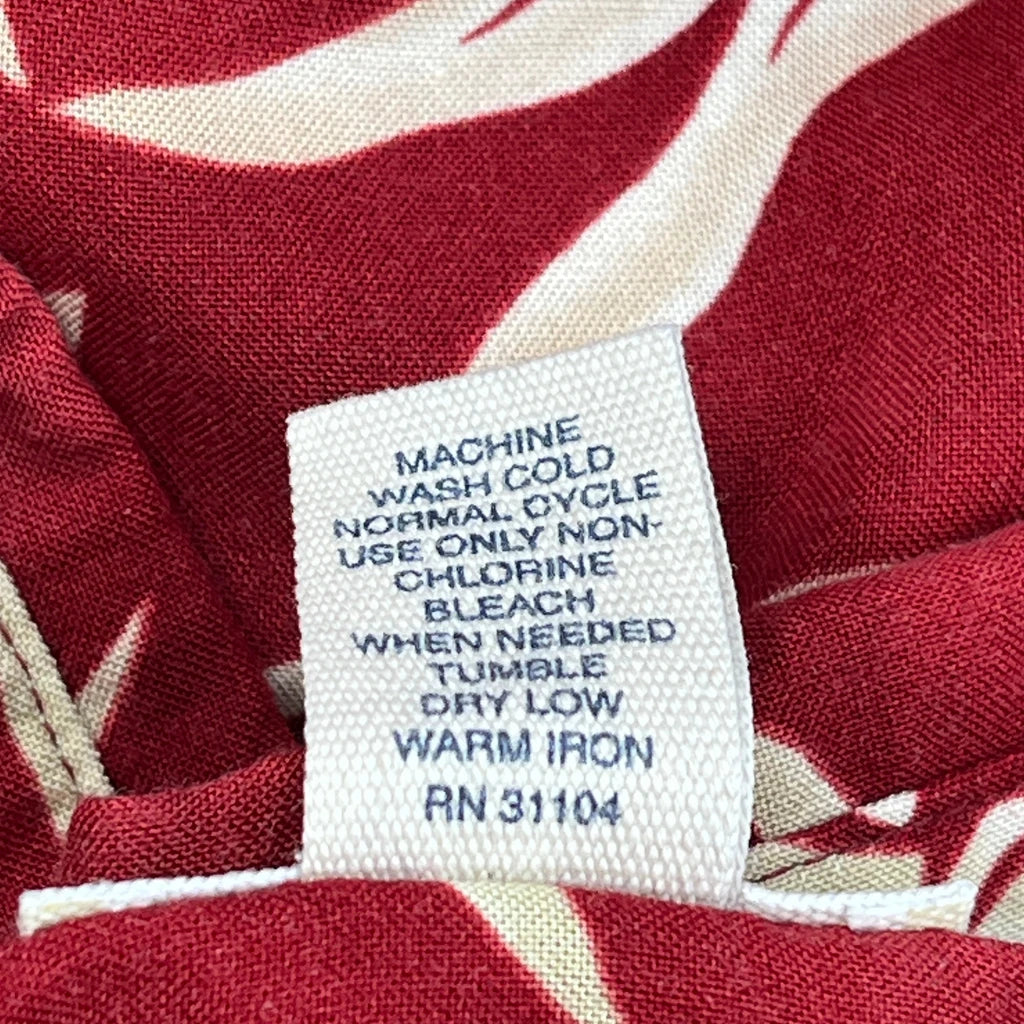 MACHINE
WASH COLD
NORMAL CYCLE
USE ONLY NON-
CHLORINE
BLEACH
WHEN NEEDED
TUMBLE
DRY LOW
WARM IRON
RN 31104